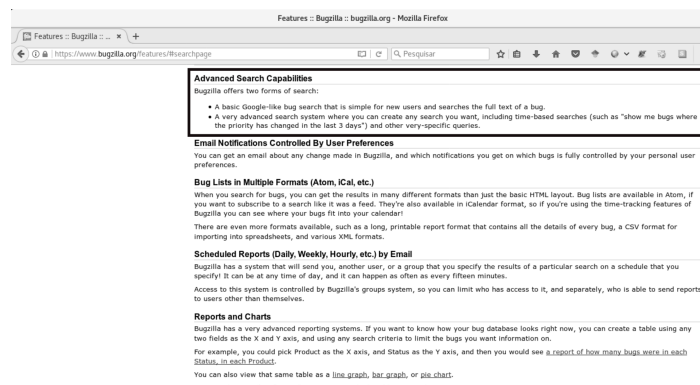 Features :: Bugzilla :: bugzilla.org - Mozilla Firefox
Features :: Bugzilla :: ... × +
https://www.bugzilla.org/features/#searchpage
Pesquisar
Advanced Search Capabilities
Bugzilla offers two forms of search:
• A basic Google-like bug search that is simple for new users and searches the full text of a bug.
• A very advanced search system where you can create any search you want, including time-based searches (such as "show me bugs where
the priority has changed in the last 3 days") and other very-specific queries.
Email Notifications Controlled By User Preferences
You can get an email about any change made in Bugzilla, and which notifications you get on which bugs is fully controlled by your personal user
preferences.
Bug Lists in Multiple Formats (Atom, iCal, etc.)
When you search for bugs, you can get the results in many different formats than just the basic HTML layout. Bug lists are available in Atom, if
you want to subscribe to a search like it was a feed. They're also available in iCalendar format, so if you're using the time-tracking features of
Bugzilla you can see where your bugs fit into your calendar!
There are even more formats available, such as a long, printable report format that contains all the details of every bug, a CSV format for
importing into spreadsheets, and various XML formats.
Scheduled Reports (Daily, Weekly, Hourly, etc.) by Email
Bugzilla has a system that will send you, another user, or a group that you specify the results of a particular search on a schedule that you
specify! It can be at any time of day, and it can happen as often as every fifteen minutes.
Access to this system is controlled by Bugzilla's groups system, so you can limit who has access to it, and separately, who is able to send reports
to users other than themselves.
Reports and Charts
Bugzilla has a very advanced reporting systems. If you want to know how your bug database looks right now, you can create a table using any
two fields as the X and Y axis, and using any search criteria to limit the bugs you want information on.
For example, you could pick Product as the X axis, and Status as the Y axis, and then you would see a report of how many bugs were in each
Status, in each Product.
You can also view that same table as a line graph, bar graph, or pie chart.